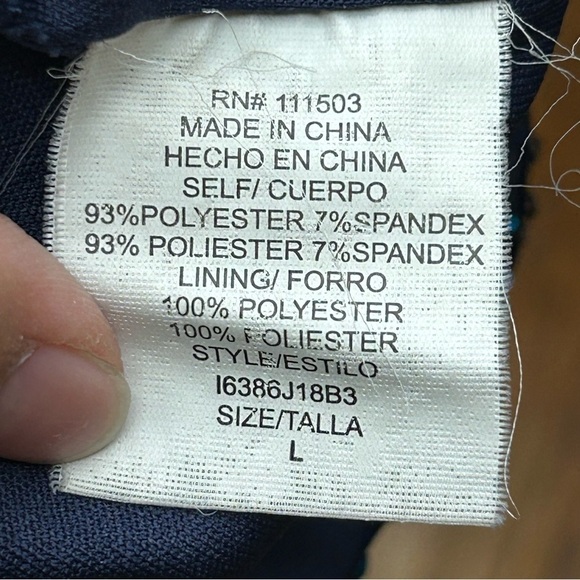 RN# 111503
MADE IN CHINA
HECHO EN CHINA
SELF/ CUERPO
93%POLYESTER 7%SPANDEX
93% POLIESTER 7%SPANDEX
LINING/ FORRO
100% POLYESTER
100% POLIESTER
STYLE/ESTILO
I6386J18B3
SIZE/TALLA
L